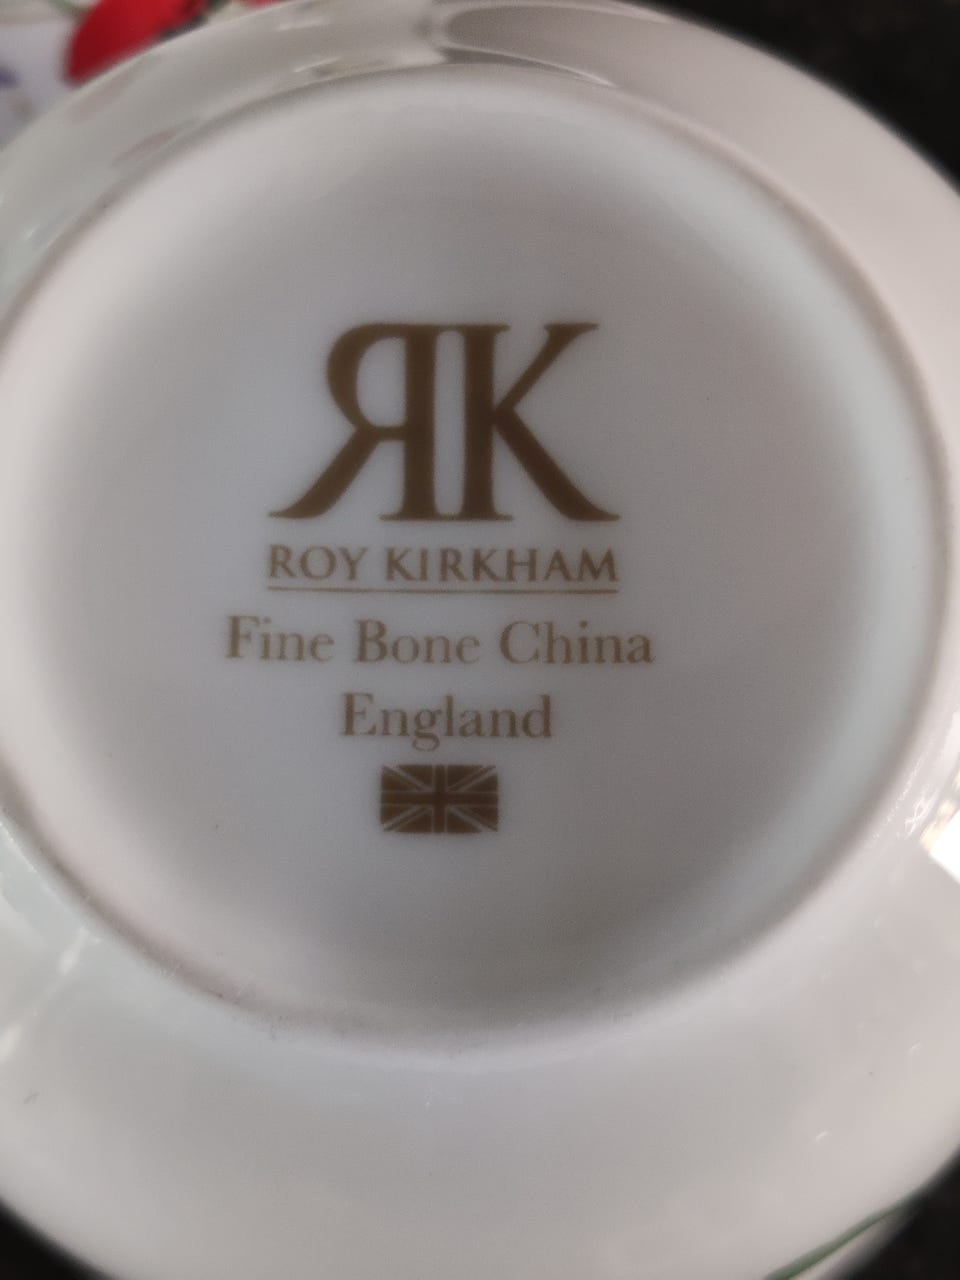 RK
ROY KIRKHAM
Fine Bone China
England